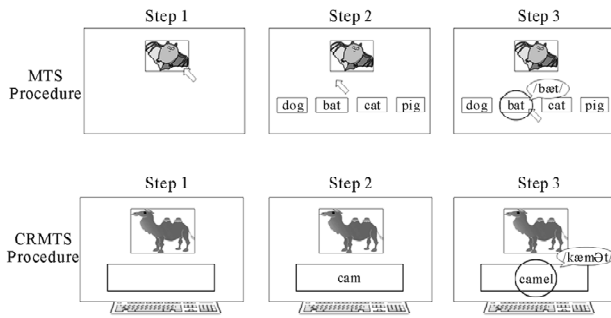 Step 1 Step 2 Step 3
MTS
Procedure
dog bat cat pig
dog bat cat pig
/bæt/
Step 1 Step 2 Step 3
CRMTS
Procedure
cam
camel
/kæmƏt/